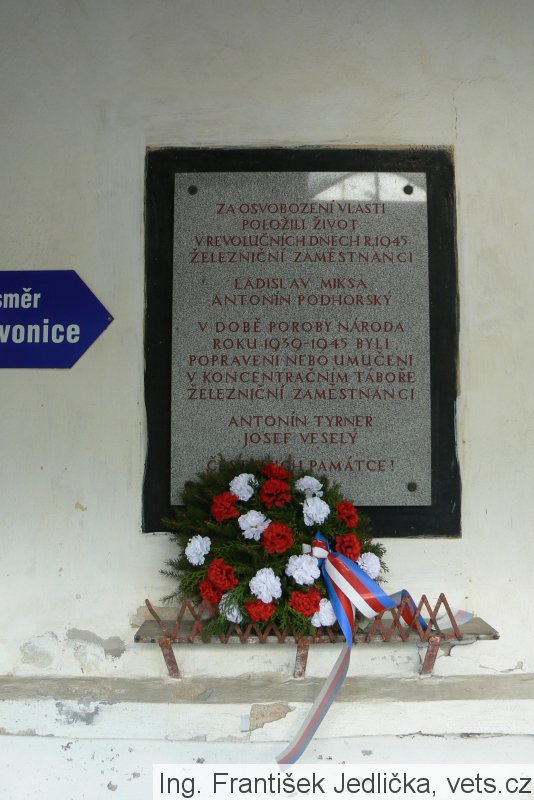 ZA OSVOBOZENÍ VLASTI
POLOŽILI ŽIVOT
V REVOLUČNÍCH DNECH R.1945
ŽELEZNIČNÍ ZAMĚSTNANCI
LADISLAV MIKSA
ANTONÍN PODHORSKÝ
V DOBĚ POROBY NÁRODA
ROKU 1939-1945 BYLI
POPRAVENI NEBO UMUČENI
V KONCENTRAČNÍM TÁBOŘE
ŽELEZNIČNÍ ZAMĚSTNANCI
ANTONÍN TYRNER
JOSEF VESELÝ
PAMÁTCE!
směr
vonice
Ing. František Jedlička, vets.cz